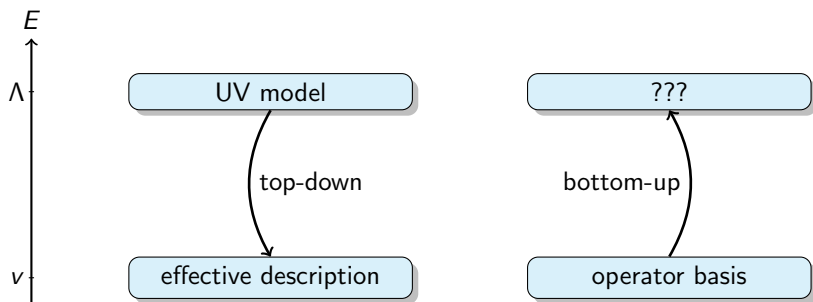 E
Λ
UV model
???
top-down
bottom-up
v
effective description
operator basis